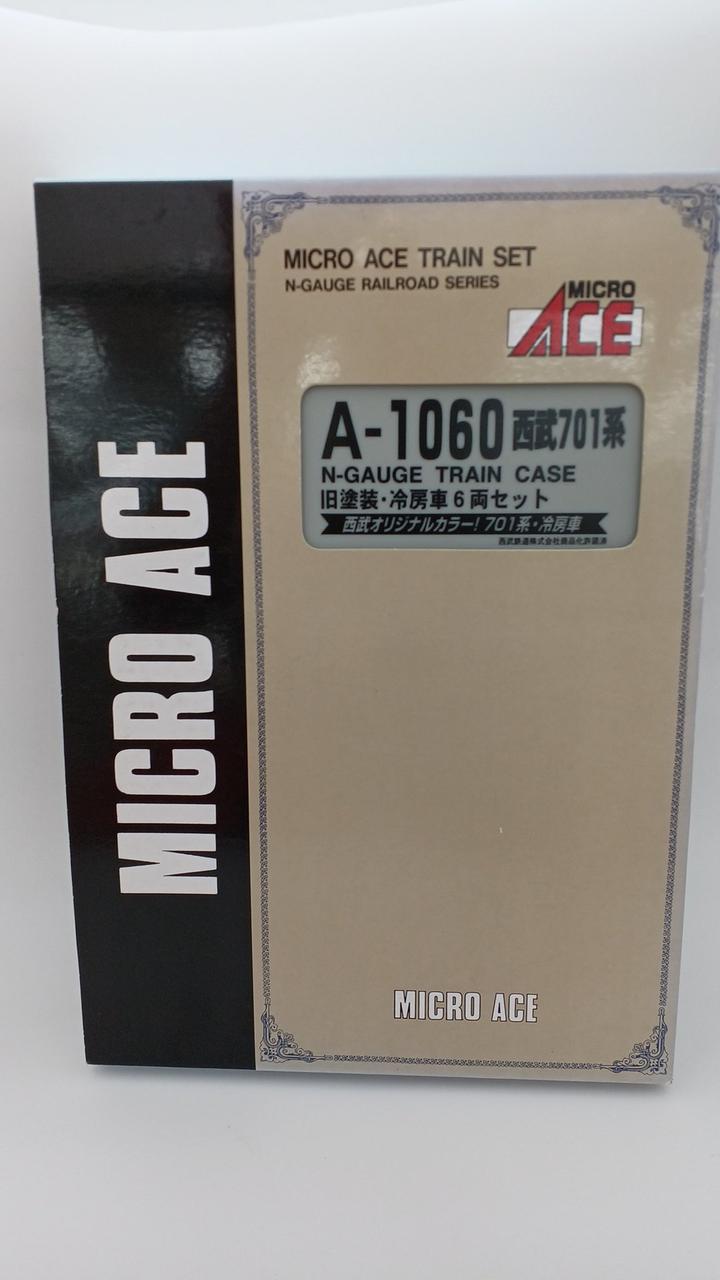 MICRO ACE
MICRO ACE TRAIN SET
N-GAUGE RAILROAD SERIES
MICRO
ACE
A-1060 西武701系
N-GAUGE TRAIN CASE
旧塗装・冷房車6両セット
西武オリジナルカラー! 701系・冷房車
西武鉄道株式会社商品化許諾済
MICRO ACE